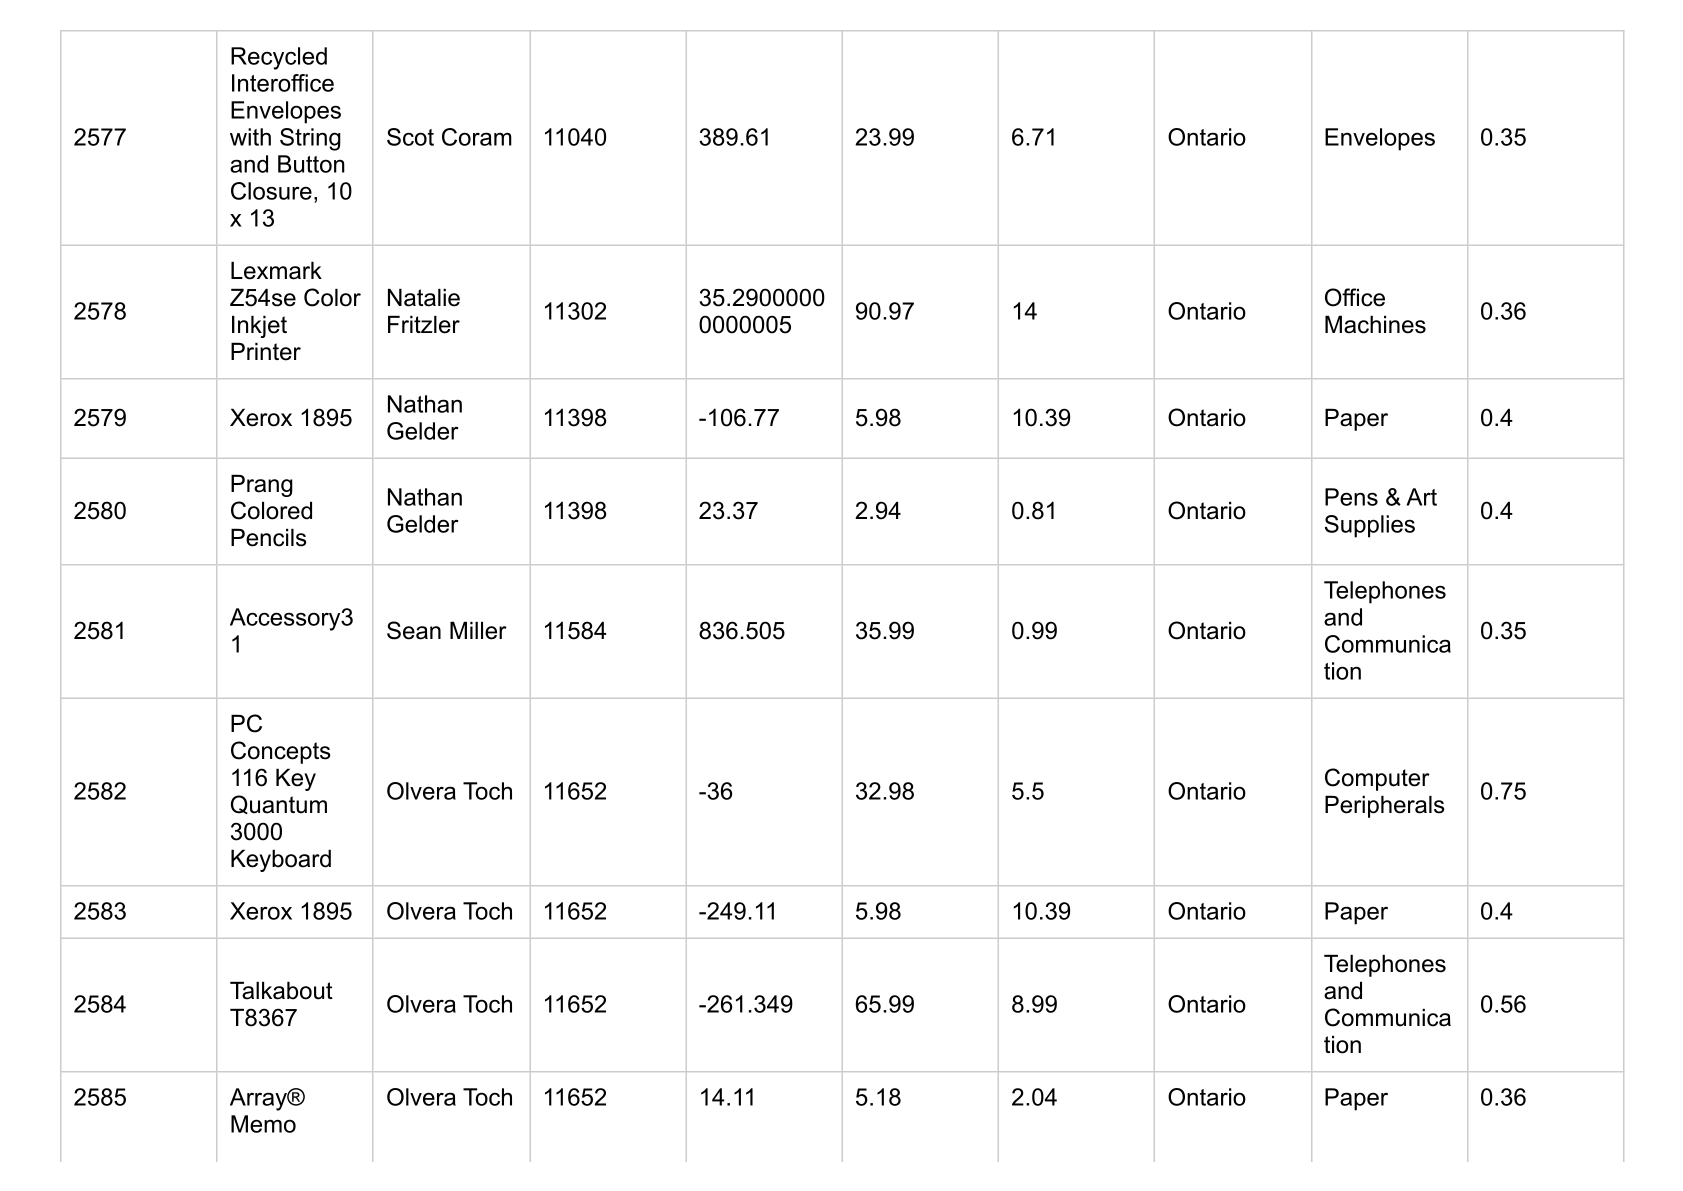 2577 Recycled Interoffice Envelopes with String and Button Closure, 10 x 13 Scot Coram 11040 389.61 23.99 6.71 Ontario Envelopes 0.35
2578 Lexmark Z54se Color Inkjet Printer Natalie Fritzler 11302 35.29000000000005 90.97 14 Ontario Office Machines 0.36
2579 Xerox 1895 Nathan Gelder 11398 -106.77 5.98 10.39 Ontario Paper 0.4
2580 Prang Colored Pencils Nathan Gelder 11398 23.37 2.94 0.81 Ontario Pens & Art Supplies 0.4
2581 Accessory31 Sean Miller 11584 836.505 35.99 0.99 Ontario Telephones and Communication 0.35
2582 PC Concepts 116 Key Quantum 3000 Keyboard Olvera Toch 11652 -36 32.98 5.5 Ontario Computer Peripherals 0.75
2583 Xerox 1895 Olvera Toch 11652 -249.11 5.98 10.39 Ontario Paper 0.4
2584 Talkabout T8367 Olvera Toch 11652 -261.349 65.99 8.99 Ontario Telephones and Communication 0.56
2585 Array® Memo Olvera Toch 11652 14.11 5.18 2.04 Ontario Paper 0.36